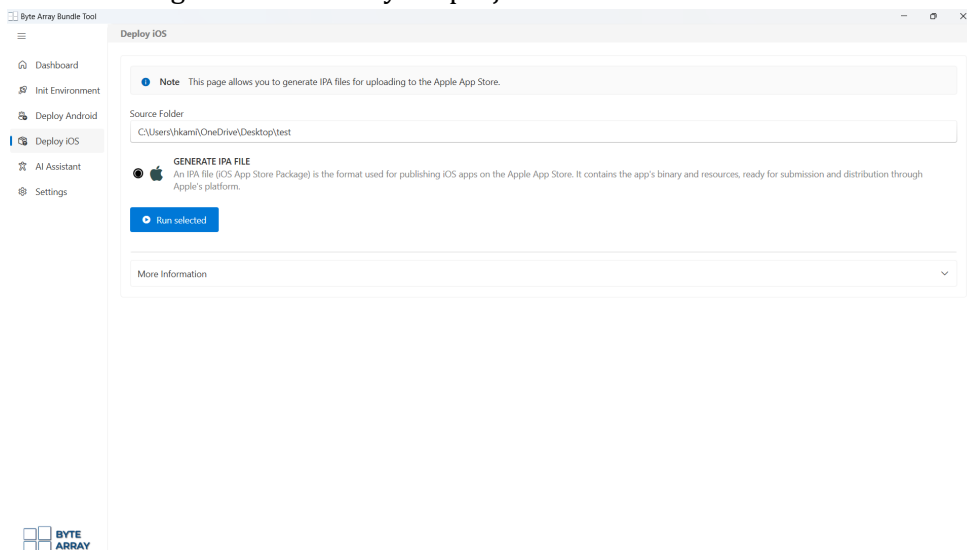 Byte Array Bundle Tool
Deploy iOS
Dashboard
Init Environment
Deploy Android
Deploy iOS
AI Assistant
Settings
Note This page allows you to generate IPA files for uploading to the Apple App Store.
Source Folder
C:\Users\hkami\OneDrive\Desktop\test
GENERATE IPA FILE
An IPA file (iOS App Store Package) is the format used for publishing iOS apps on the Apple App Store. It contains the app's binary and resources, ready for submission and distribution through
Apple's platform.
Run selected
More Information
BYTE
ARRAY